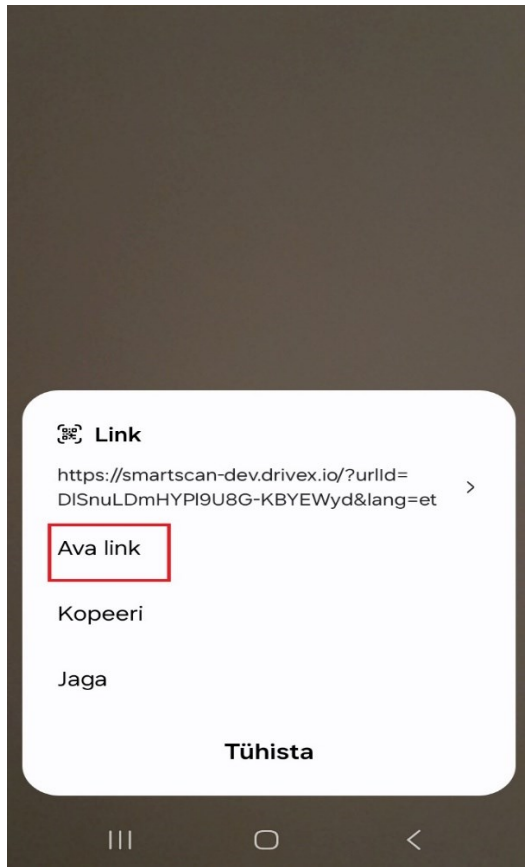 Link
https://smartscan-dev.drivex.io/?urlId=
DlSnuLDmHYPl9U8G-KBYEWyd&lang=et
Ava link
Kopeeri
Jaga
Tühista